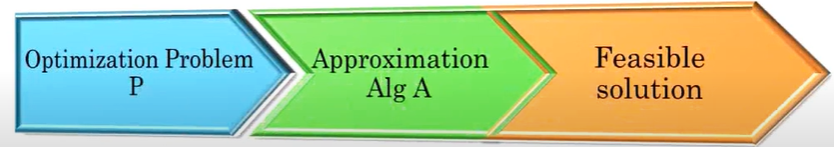 Optimization Problem
P
Approximation
Alg A
Feasible
solution